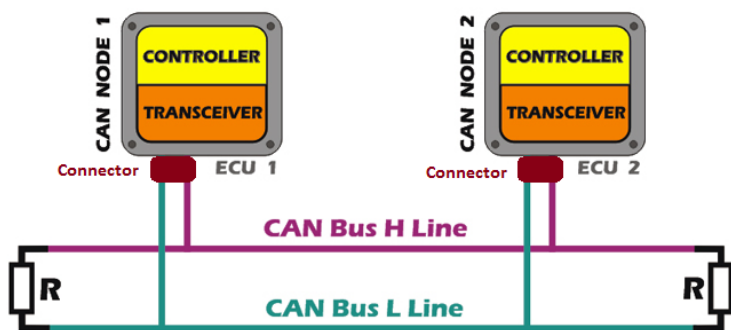 CAN NODE 1
CONTROLLER
TRANSCEIVER
Connector
ECU 1
CAN NODE 2
CONTROLLER
TRANSCEIVER
Connector
ECU 2
CAN Bus H Line
R
R
CAN Bus L Line